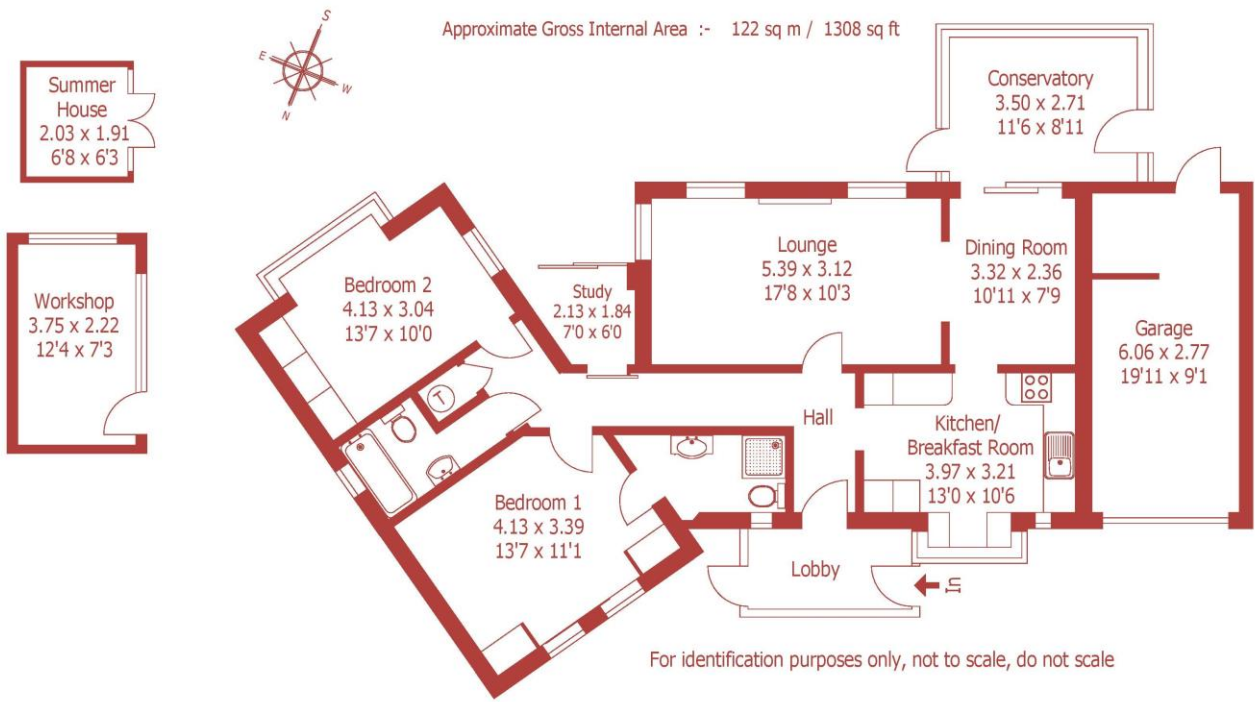 Approximate Gross Internal Area :- 122 sq m / 1308 sq ft
S
E
W
N
Summer
House
2.03 x 1.91
6'8 x 6'3
Conservatory
3.50 x 2.71
11'6 x 8'11
Workshop
3.75 x 2.22
12'4 x 7'3
Bedroom 2
4.13 x 3.04
13'7 x 10'0
Study
2.13 x 1.84
7'0 x 6'0
Lounge
5.39 x 3.12
17'8 x 10'3
Dining Room
3.32 x 2.36
10'11 x 7'9
Garage
6.06 x 2.77
19'11 x 9'1
T
Hall
Kitchen/
Breakfast Room
3.97 x 3.21
13'0 x 10'6
Bedroom 1
4.13 x 3.39
13'7 x 11'1
Lobby
In
For identification purposes only, not to scale, do not scale